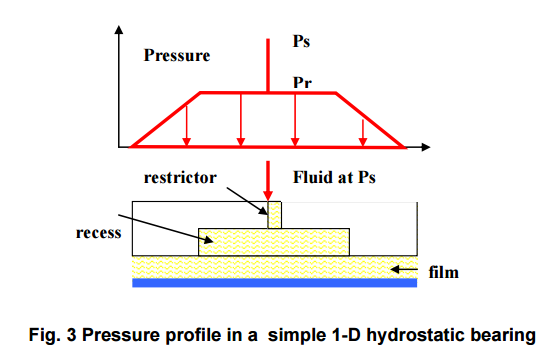 Ps
Pressure
Pr
restrictor
Fluid at Ps
recess
film
Fig. 3 Pressure profile in a simple 1-D hydrostatic bearing